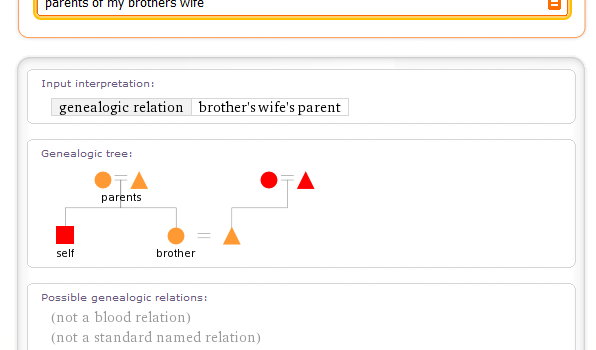 parents of my brothers wife
Input interpretation:
genealogic relation brother's wife's parent
Genealogic tree:
parents
self brother
Possible genealogic relations:
(not a blood relation)
(not a standard named relation)